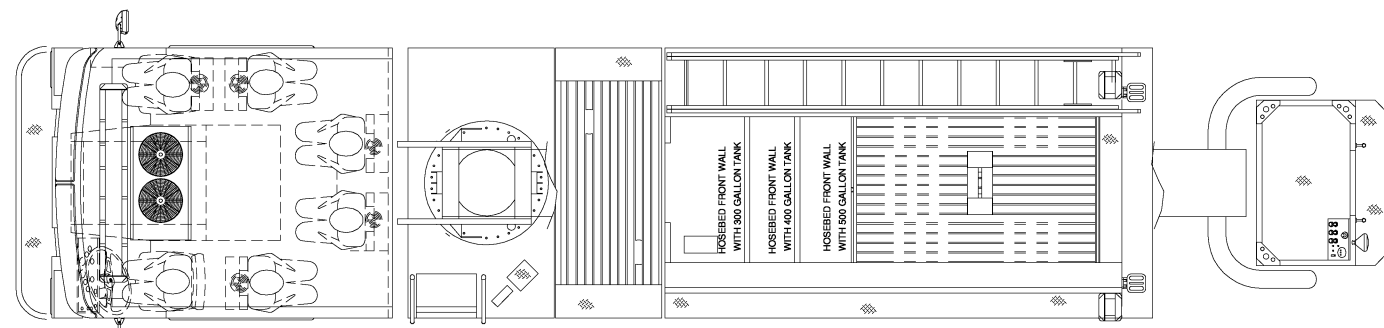 HOSEBED FRONT WALL
WITH 300 GALLON TANK
HOSEBED FRONT WALL
WITH 400 GALLON TANK
HOSEBED FRONT WALL
WITH 500 GALLON TANK